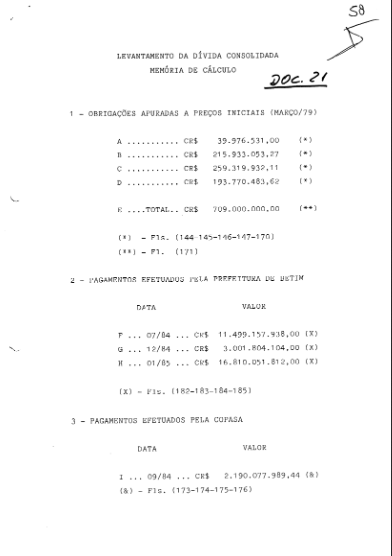 58
LEVANTAMENTO DA DÍVIDA CONSOLIDADA
MEMÓRIA DE CÁLCULO
DOC. 21
1 - OBRIGAÇÕES APURADAS A PREÇOS INICIAIS (MARÇO/79)
A ........... CR$ 39.976.531,00 (*)
B ........... CR$ 215.933.053,27 (*)
C ........... CR$ 259.319.932,11 (*)
D ........... CR$ 193.770.483,62 (*)
E ....TOTAL.. CR$ 709.000.000,00 (**)
(*) - Fls. (144-145-146-147-170)
(**) - Fl. (171)
2 - PAGAMENTOS EFETUADOS PELA PREFEITURA DE BETIM
DATA VALOR
F ... 07/84 ... CR$ 11.499.157.938,00 (X)
G ... 12/84 ... CR$ 3.001.804.104,00 (X)
H ... 01/85 ... CR$ 16.810.051.812,00 (X)
(X) - Fls. (182-183-184-185)
3 - PAGAMENTOS EFETUADOS PELA COPASA
DATA VALOR
I ... 09/84 ... CR$ 2.190.077.989,44 (&)
(&) - Fls. (173-174-175-176)